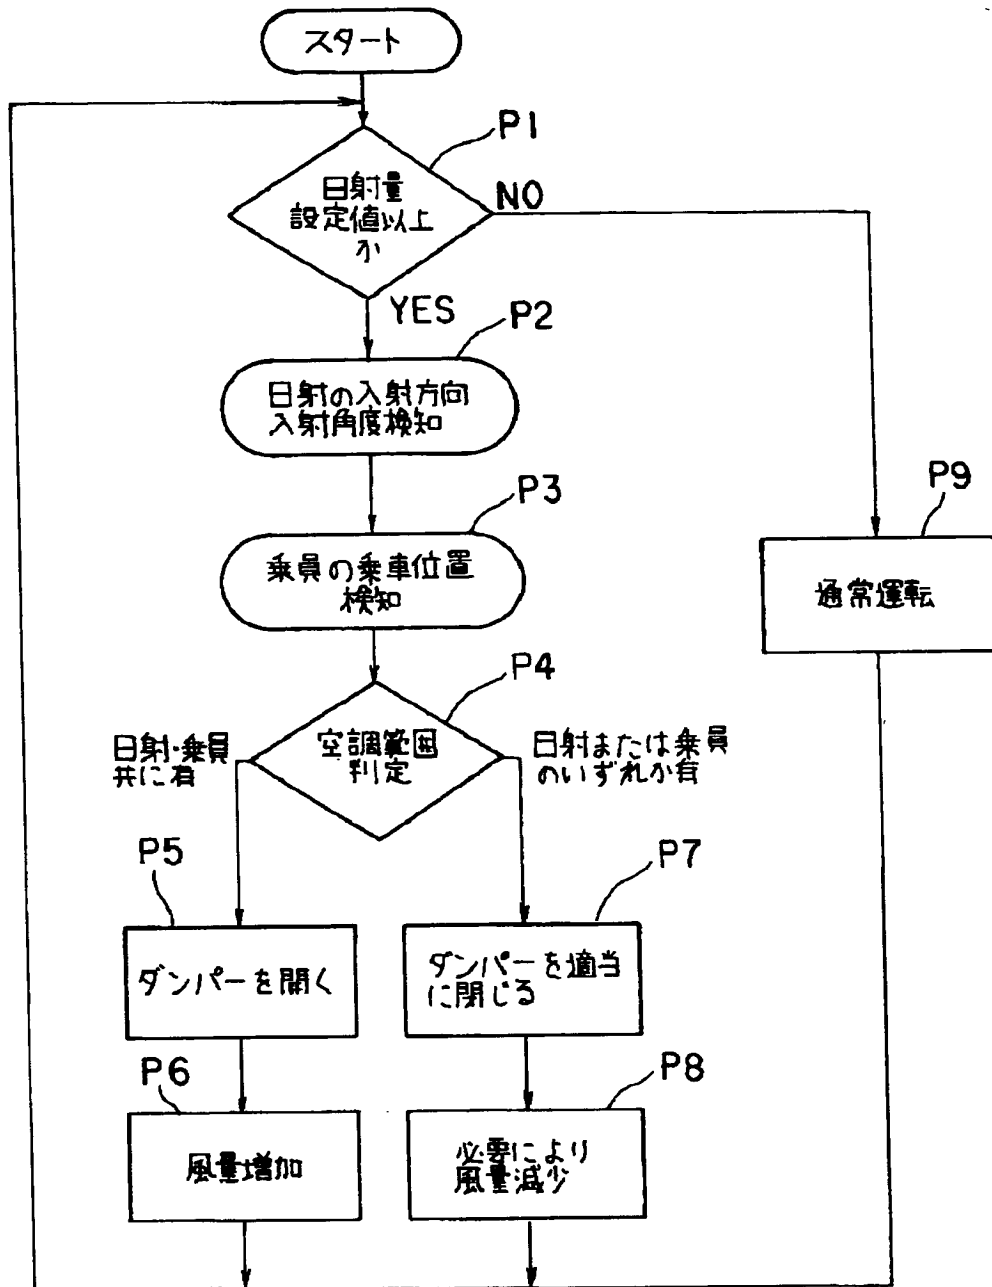 スタート
P1
日射量
設定値以上
か
NO
YES
P2
日射の入射方向
入射角度検知
P3
乗員の乗車位置
検知
P9
通常運転
P4
空調範囲
判定
日射・乗員
共に有
日射または乗員
のいずれか有
P5
ダンパーを開く
P7
ダンパーを適当
に閉じる
P6
風量増加
P8
必要により
風量減少